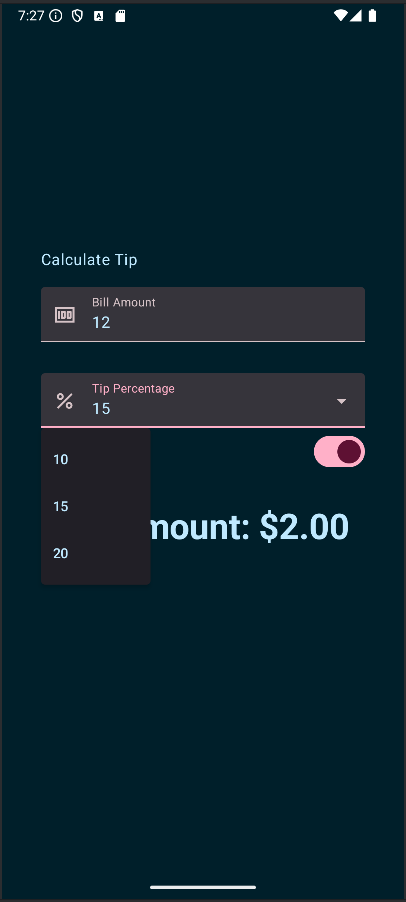 7:27
Calculate Tip
Bill Amount
12
Tip Percentage
15
10
15
mount: $2.00
20